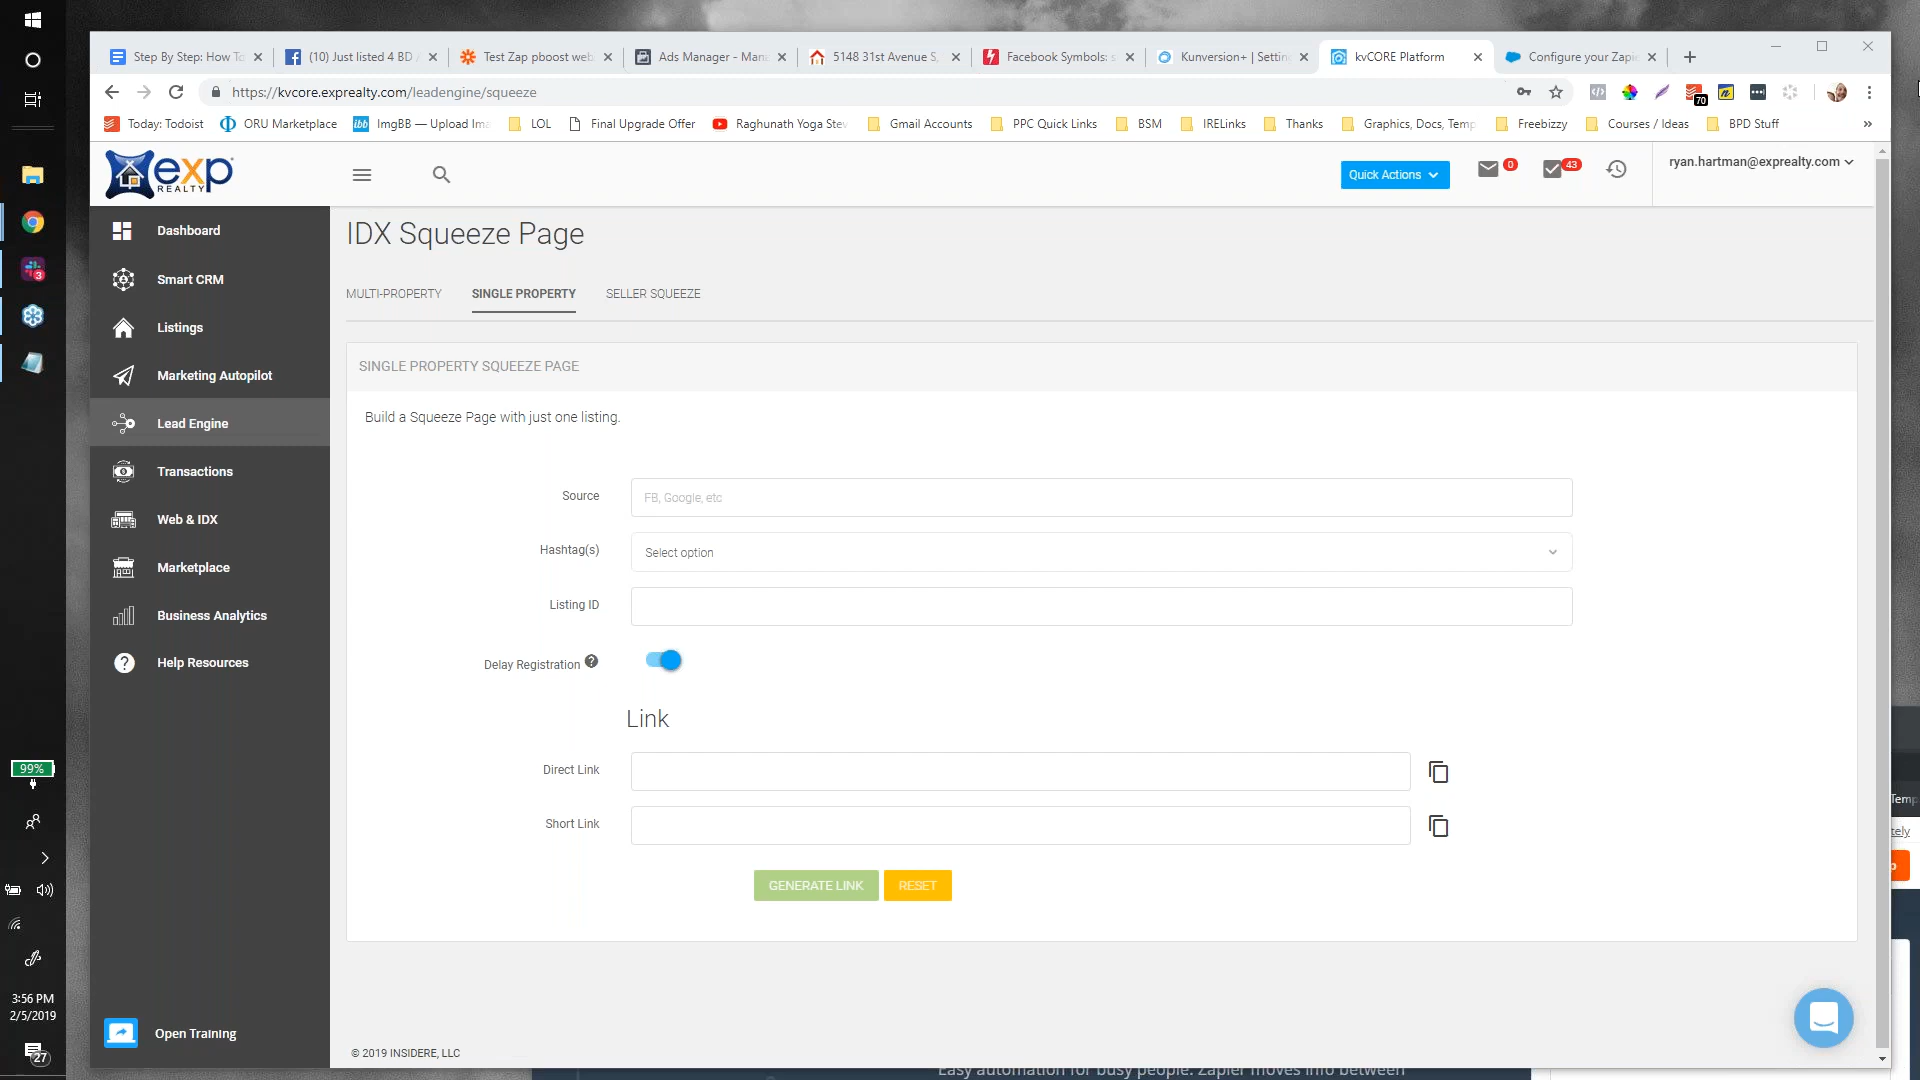 Step By Step: How To
(10) Just listed 4 BD
Test Zap pboost web
Ads Manager - Mana
5148 31st Avenue S,
Facebook Symbols: s
Kunversion+ | Setting
kvCORE Platform
Configure your Zapie
https://kvcore.exprealty.com/leadengine/squeeze
70
Today: Todoist
ORU Marketplace
ibb ImgBB — Upload Ima
LOL
Final Upgrade Offer
Raghunath Yoga Stev
Gmail Accounts
PPC Quick Links
BSM
IRELinks
Thanks
Graphics, Docs, Temp
Freebizzy
Courses / Ideas
BPD Stuff
»
exp
REALTY
Quick Actions
0
43
ryan.hartman@exprealty.com
Dashboard
Smart CRM
Listings
Marketing Autopilot
Lead Engine
Transactions
Web & IDX
Marketplace
Business Analytics
Help Resources
Open Training
IDX Squeeze Page
MULTI-PROPERTY SINGLE PROPERTY SELLER SQUEEZE
SINGLE PROPERTY SQUEEZE PAGE
Build a Squeeze Page with just one listing.
Source
FB, Google, etc
Hashtag(s)
Select option
Listing ID
Delay Registration ?
Link
Direct Link
Short Link
GENERATE LINK RESET
© 2019 INSIDERE, LLC
3
99%
3:56 PM
2/5/2019
27
Temp
tely
Easy automation for busy people. Zapier moves info between